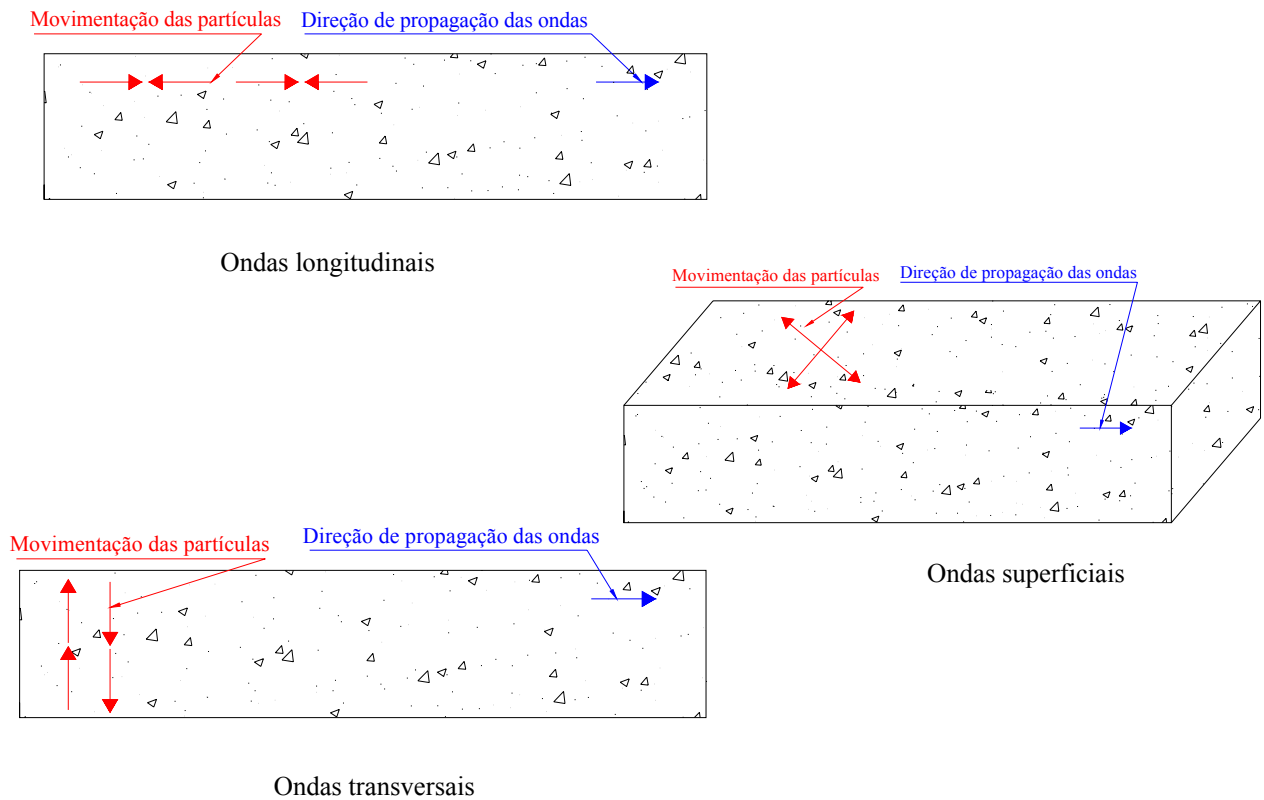 Movimentação das partículas
Direção de propagação das ondas
Ondas longitudinais
Movimentação das partículas
Direção de propagação das ondas
Ondas superficiais
Movimentação das partículas
Direção de propagação das ondas
Ondas transversais